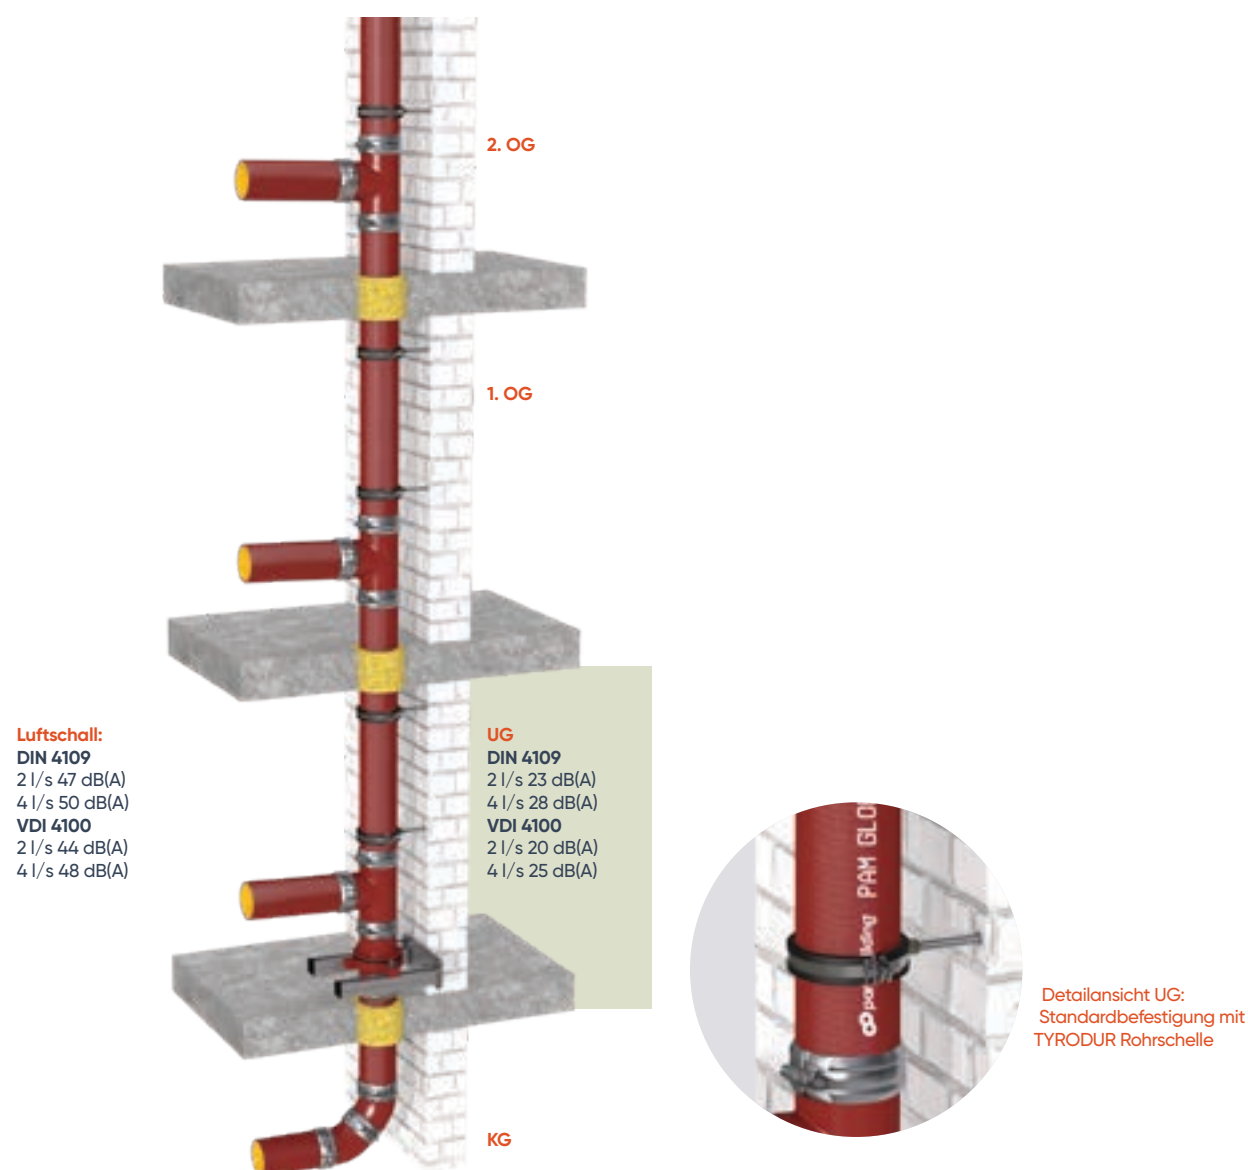 2. OG
1. OG
Luftschall:
DIN 4109
2 l/s 47 dB(A)
4 l/s 50 dB(A)
VDI 4100
2 l/s 44 dB(A)
4 l/s 48 dB(A)
UG
DIN 4109
2 l/s 23 dB(A)
4 l/s 28 dB(A)
VDI 4100
2 l/s 20 dB(A)
4 l/s 25 dB(A)
PAM GLO
Detailansicht UG:
Standardbefestigung mit
TYRODUR Rohrschelle
KG